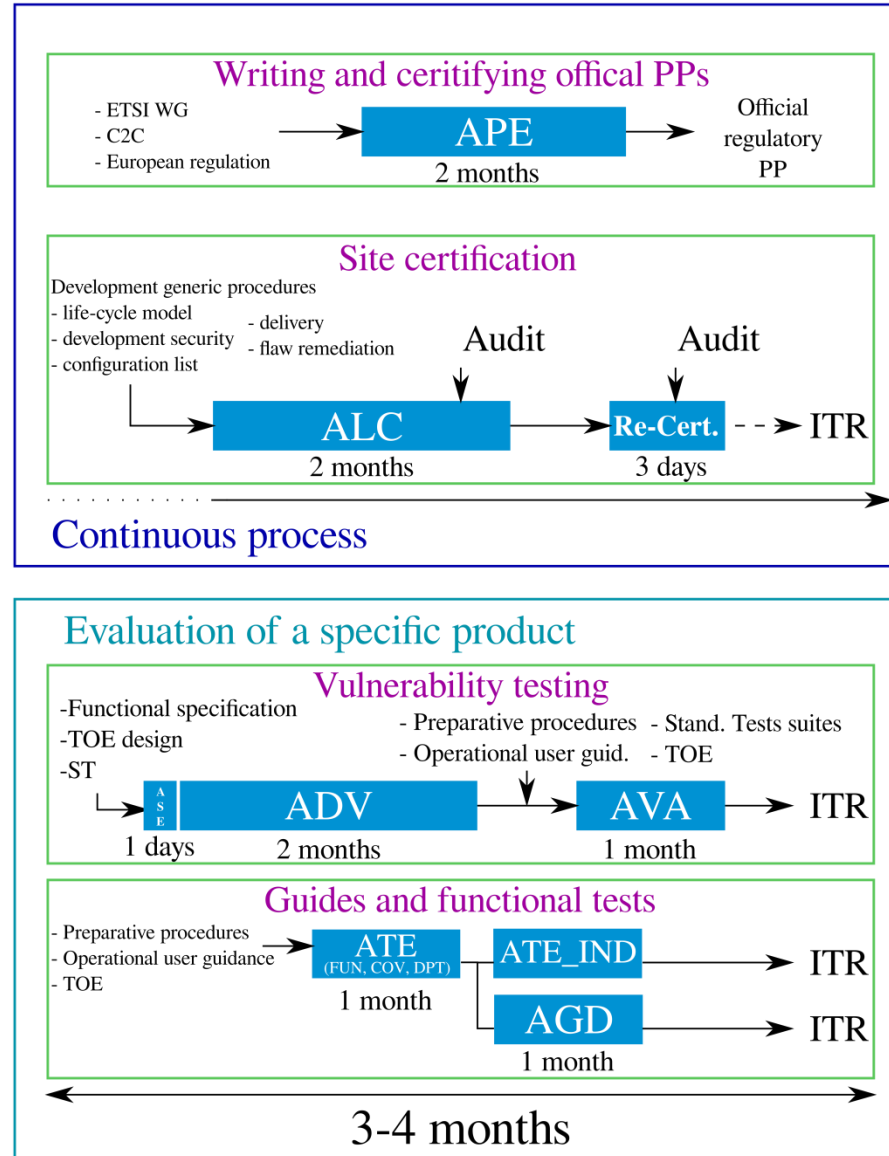 Writing and ceritifying offical PPs
- ETSI WG
- C2C
- European regulation
APE
2 months
Official
regulatory
PP
Site certification
Development generic procedures
- life-cycle model
- development security
- configuration list
- delivery
- flaw remediation
Audit
Audit
ALC
2 months
Re-Cert.
3 days
ITR
Continuous process
Evaluation of a specific product
Vulnerability testing
-Functional specification
-TOE design
-ST
- Preparative procedures
- Operational user guid.
- Stand. Tests suites
- TOE
A
S
E
1 days
ADV
2 months
AVA
1 month
ITR
Guides and functional tests
- Preparative procedures
- Operational user guidance
- TOE
ATE
(FUN, COV, DPT)
1 month
ATE_IND
ITR
AGD
1 month
ITR
3-4 months